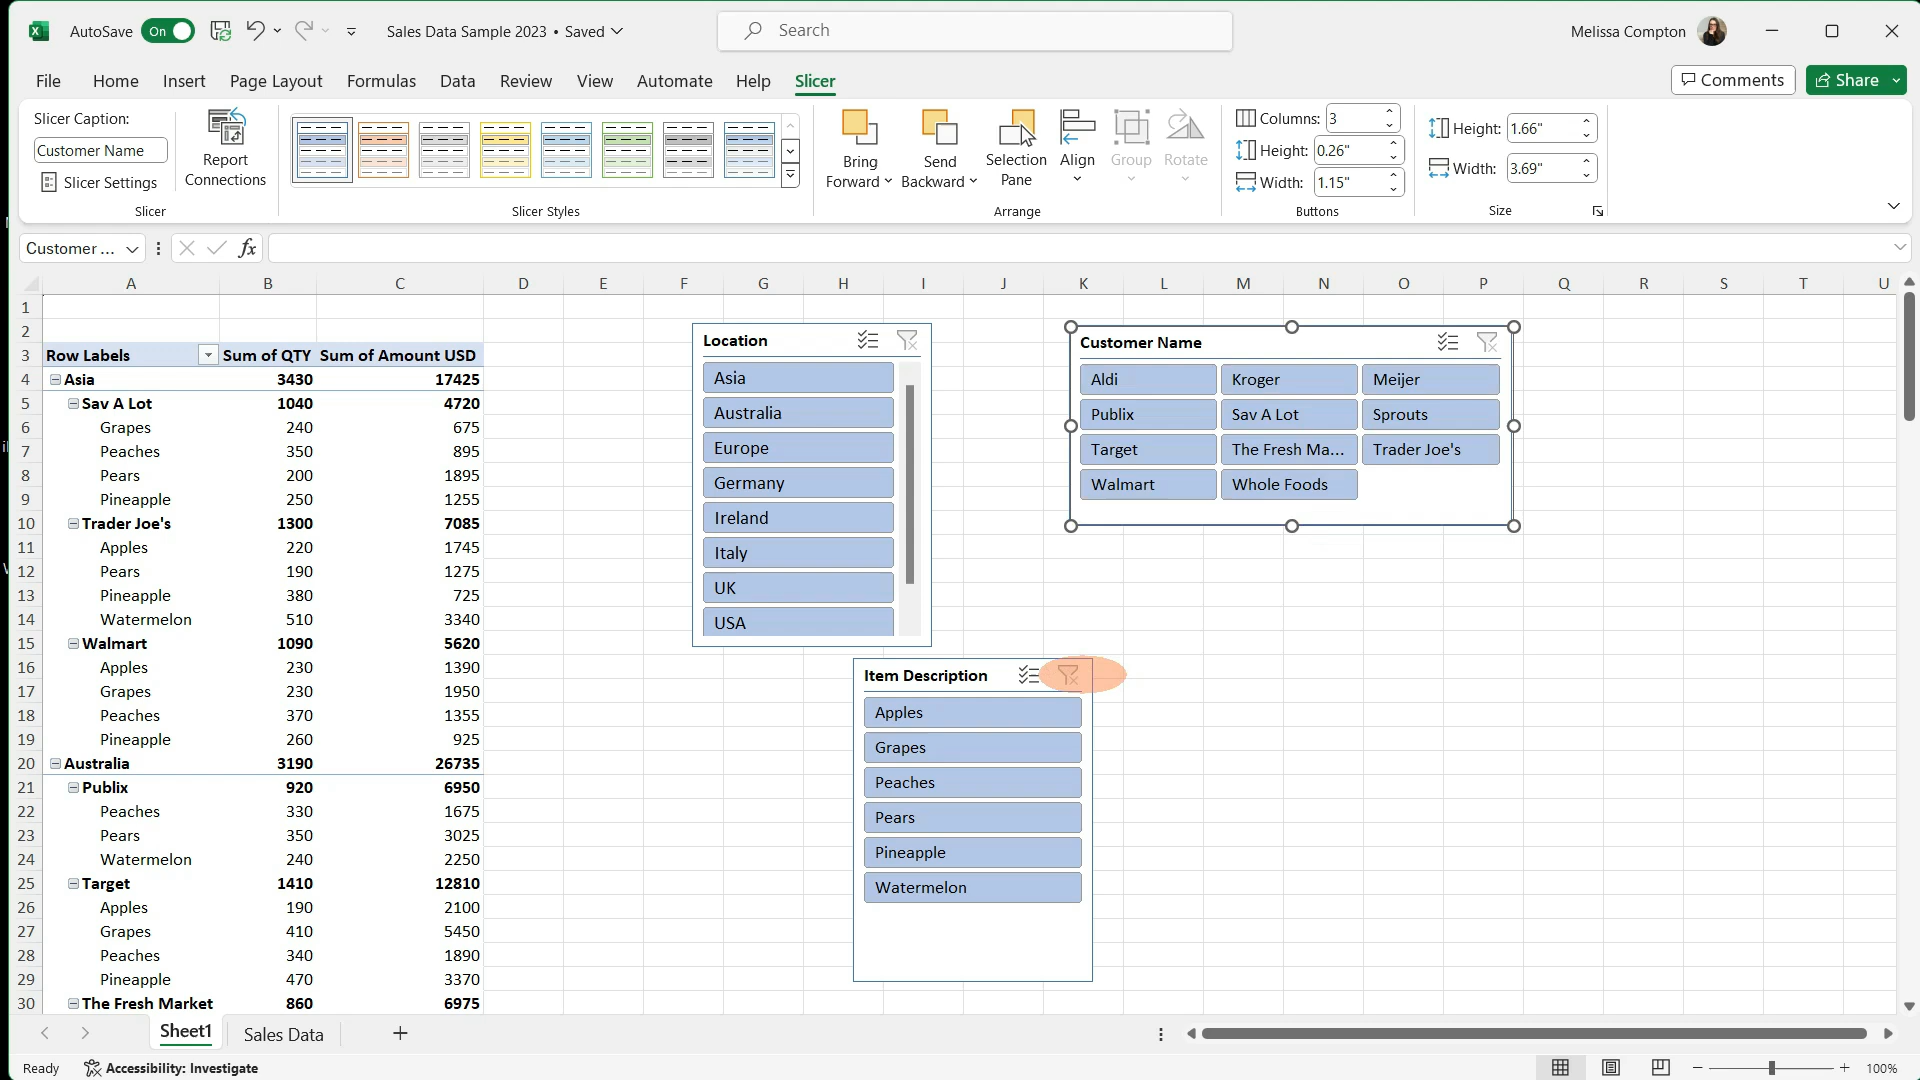 AutoSave On Sales Data Sample 2023 • Saved Search Melissa Compton
File Home Insert Page Layout Formulas Data Review View Automate Help Slicer Comments Share
Slicer Caption:
Customer Name
Slicer Settings
Report
Connections
Slicer
Slicer Styles
Bring
Forward
Send
Backward
Selection
Pane
Align
Group
Rotate
Arrange
Columns: 3
Height: 0.26"
Width: 1.15"
Buttons
Height: 1.66"
Width: 3.69"
Size
Customer ... fx
A B C D E F G H I J K L M N O P Q R S T U
1
2
3 Row Labels Sum of QTY Sum of Amount USD
4 Asia 3430 17425
5 Sav A Lot 1040 4720
6 Grapes 240 675
7 Peaches 350 895
8 Pears 200 1895
9 Pineapple 250 1255
10 Trader Joe's 1300 7085
11 Apples 220 1745
12 Pears 190 1275
13 Pineapple 380 725
14 Watermelon 510 3340
15 Walmart 1090 5620
16 Apples 230 1390
17 Grapes 230 1950
18 Peaches 370 1355
19 Pineapple 260 925
20 Australia 3190 26735
21 Publix 920 6950
22 Peaches 330 1675
23 Pears 350 3025
24 Watermelon 240 2250
25 Target 1410 12810
26 Apples 190 2100
27 Grapes 410 5450
28 Peaches 340 1890
29 Pineapple 470 3370
30 The Fresh Market 860 6975
Location
Asia
Australia
Europe
Germany
Ireland
Italy
UK
USA
Customer Name
Aldi Kroger Meijer
Publix Sav A Lot Sprouts
Target The Fresh Ma... Trader Joe's
Walmart Whole Foods
Item Description
Apples
Grapes
Peaches
Pears
Pineapple
Watermelon
Sheet1 Sales Data
Ready Accessibility: Investigate 100%